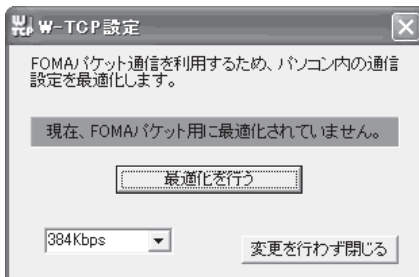 W-TCP設定
FOMAパケット通信を利用するため、パソコン内の通信
設定を最適化します。
現在、FOMAパケット用に最適化されていません。
最適化を行う
384Kbps
変更を行わず閉じる